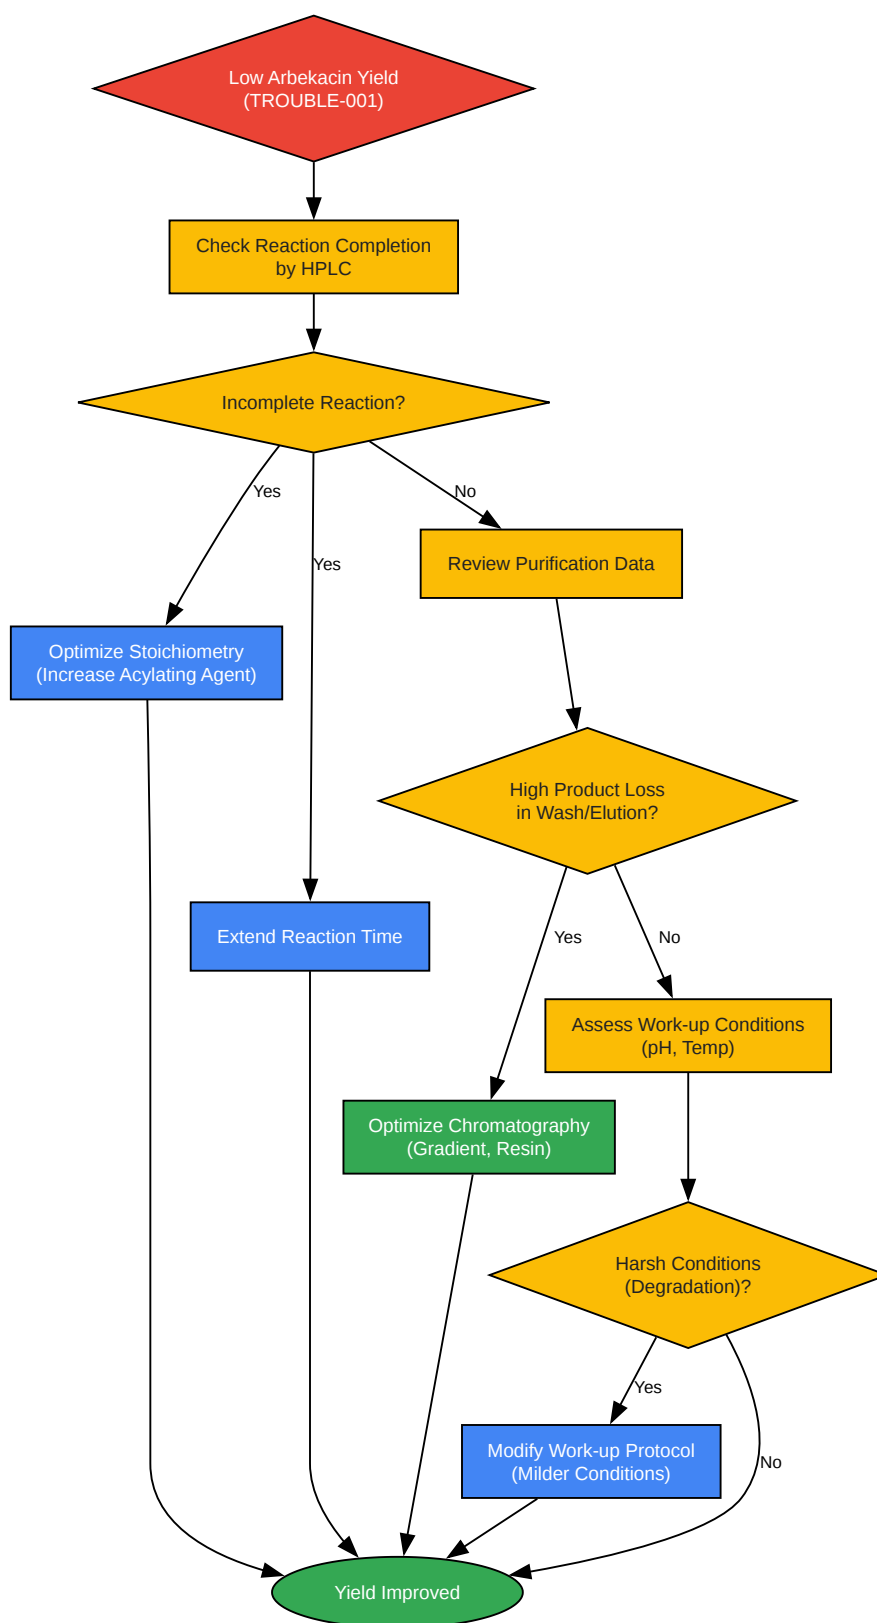 Low Arbekacin Yield
(TROUBLE-001)
Check Reaction Completion
by HPLC
Incomplete Reaction?
Yes
No
Yes
Review Purification Data
Optimize Stoichiometry
(Increase Acylating Agent)
High Product Loss
in Wash/Elution?
Extend Reaction Time
Yes
No
Assess Work-up Conditions
(pH, Temp)
Optimize Chromatography
(Gradient, Resin)
Harsh Conditions
(Degradation)?
Yes
Modify Work-up Protocol
(Milder Conditions)
No
Yield Improved